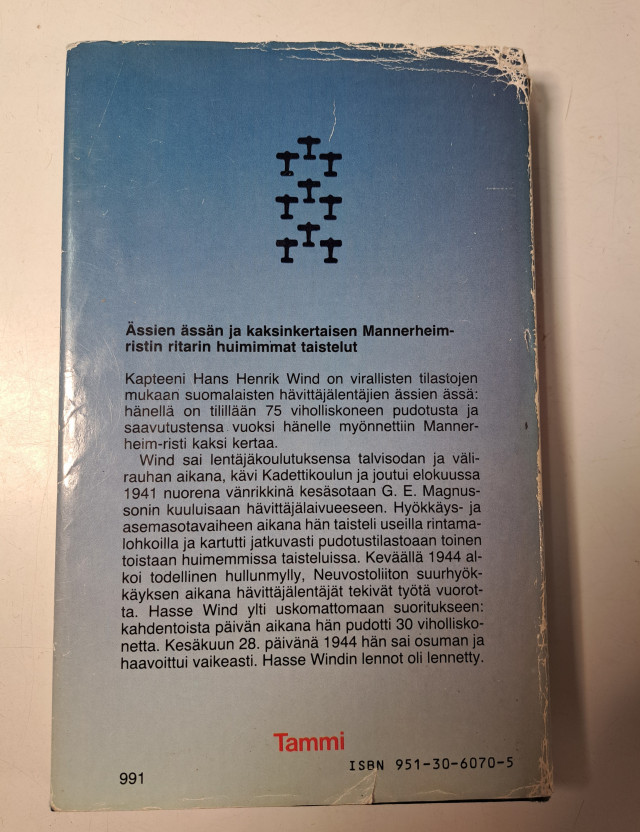 Ässien ässän ja kaksinkertaisen Mannerheim-
ristin ritarin huimimmat taistelut
Kapteeni Hans Henrik Wind on virallisten tilastojen
mukaan suomalaisten hävittäjälentäjien ässien ässä:
hänellä on tilillään 75 viholliskoneen pudotusta ja
saavutustensa vuoksi hänelle myönnettiin Manner-
heim-risti kaksi kertaa.
Wind sai lentäjäkoulutuksensa talvisodan ja väli-
rauhan aikana, kävi Kadettikoulun ja joutui elokuussa
1941 nuorena vänrikkinä kesäsotaan G. E. Magnus-
sonin kuuluisaan hävittäjälaivueeseen. Hyökkäys- ja
asemasotavaiheen aikana hän taisteli useilla rintama-
lohkoilla ja kartutti jatkuvasti pudotustilastoaan toinen
toistaan huimemmissa taisteluissa. Keväällä 1944 al-
koi todellinen hullunmylly, Neuvostoliiton suurhyök-
käyksen aikana hävittäjälentäjät tekivät työtä vuorot-
ta. Hasse Wind ylti uskomattomaan suoritukseen:
kahdentoista päivän aikana hän pudotti 30 vihollisko-
netta. Kesäkuun 28. päivänä 1944 hän sai osuman ja
haavoittui vaikeasti. Hasse Windin lennot oli lennetty.
Tammi
ISBN 951-30-6070-5
991